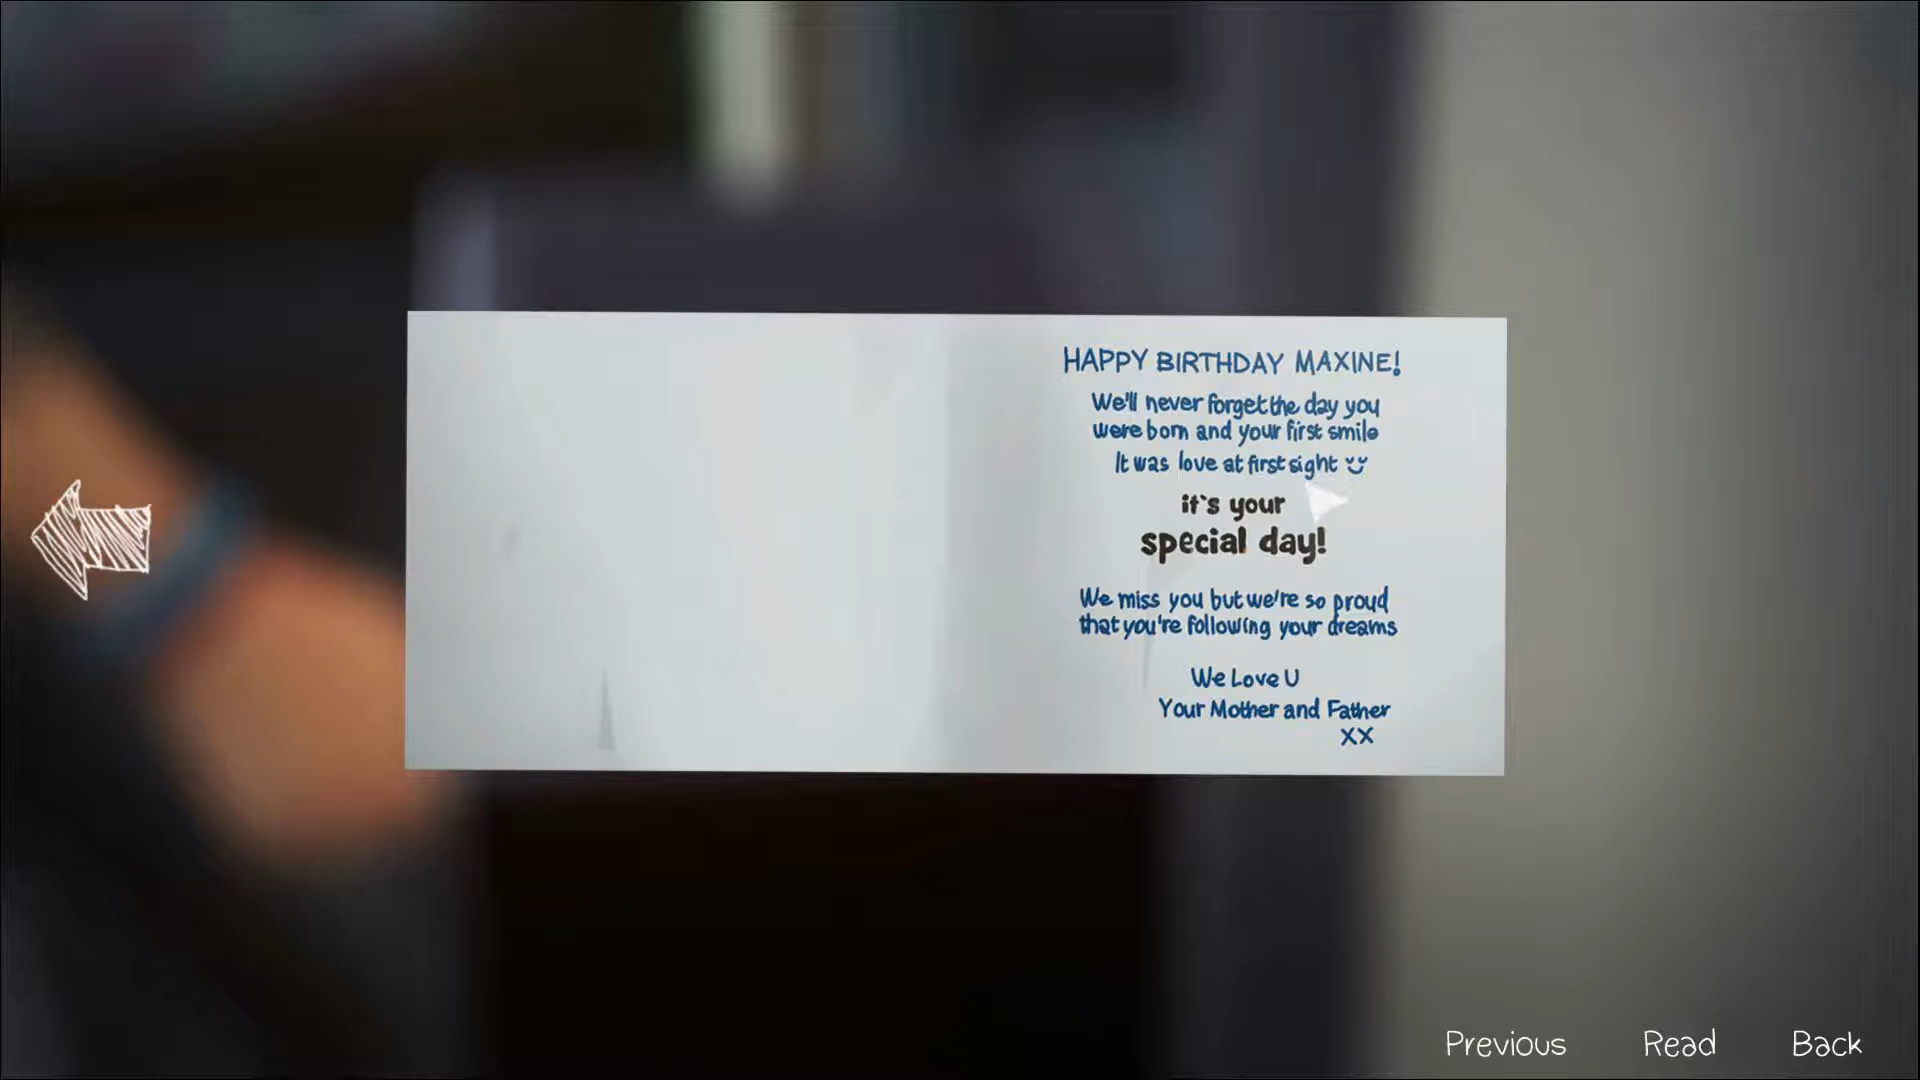 HAPPY BIRTHDAY MAXINE!
We'll never forget the day you
were born and your first smile
It was love at first sight
it's your
special day!
We miss you but we're so proud
that you're following your dreams
We Love U
Your Mother and Father
XX
Previous Read Back